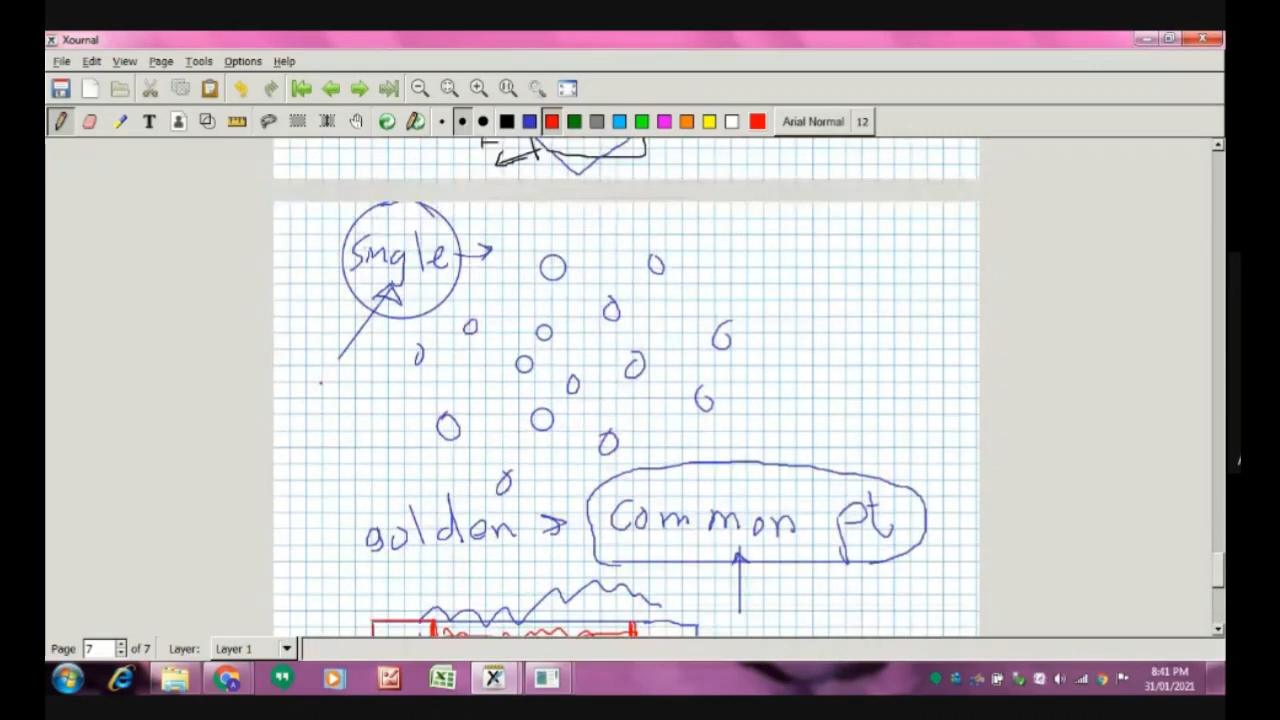 Xournal
File Edit View Page Tools Options Help
Arial Normal 12
Single
golden > Common pt
Page 7 of 7 Layer: Layer 1
8:41 PM
31/01/2021